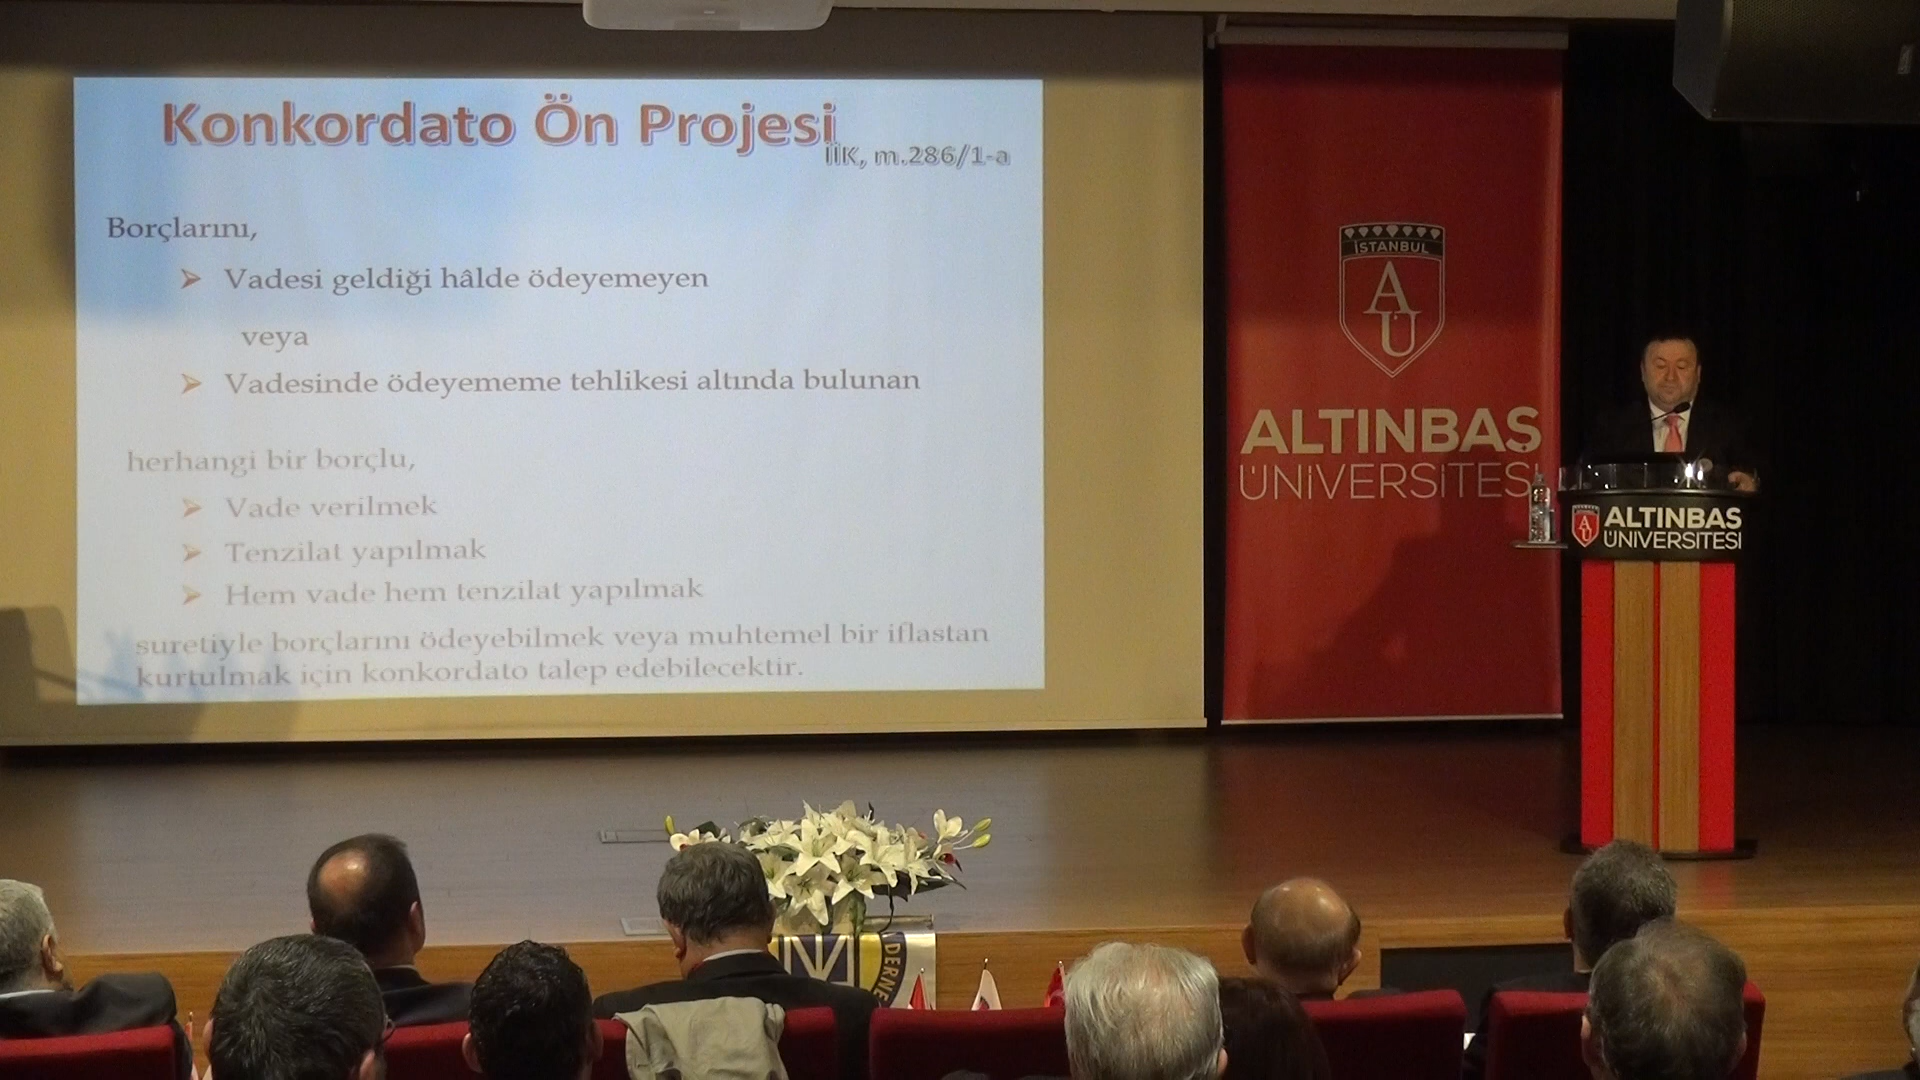 Konkordato Ön Projesi
İİK, m.286/1-a
Borçlarını,
Vadesi geldiği hâlde ödeyemeyen
veya
Vadesinde ödeyememe tehlikesi altında bulunan
herhangi bir borçlu,
Vade verilmek
Tenzilat yapılmak
Hem vade hem tenzilat yapılmak
suretiyle borçlarını ödeyebilmek veya muhtemel bir iflastan
kurtulmak için konkordato talep edebilecektir.
İSTANBUL
AÜ
ALTINBAŞ
ÜNİVERSİTESİ
AÜ
ALTINBAŞ
ÜNİVERSİTESİ